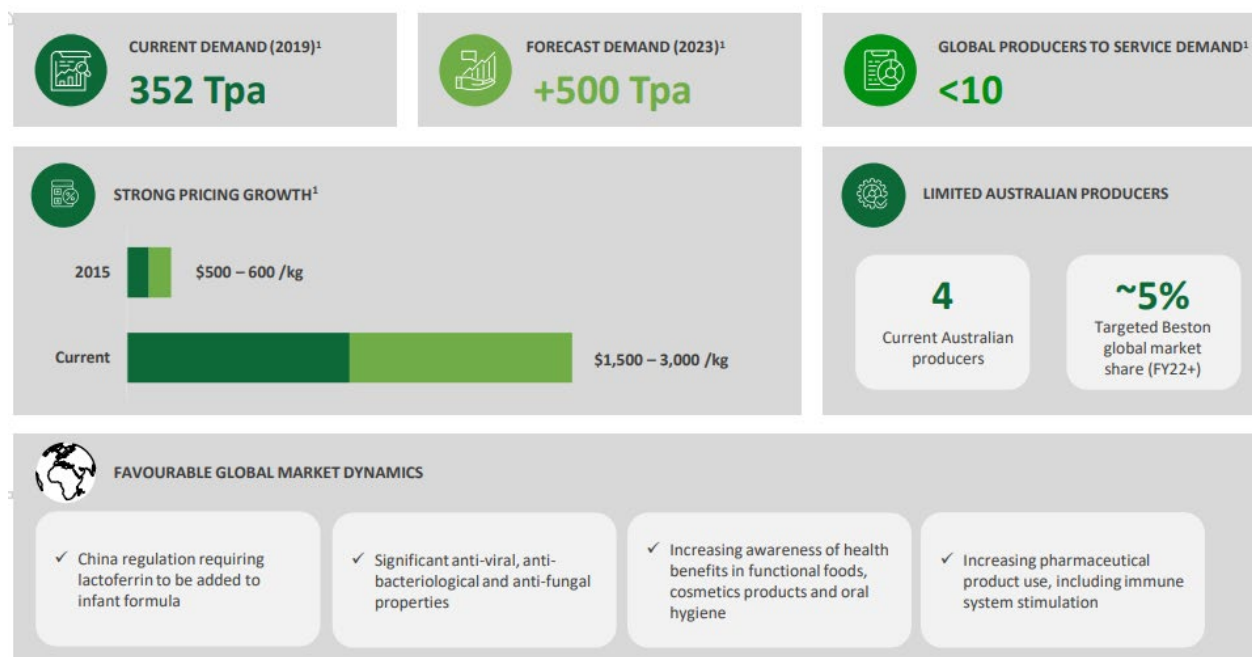 CURRENT DEMAND (2019)¹
352 Tpa
FORECAST DEMAND (2023)¹
+500 Tpa
GLOBAL PRODUCERS TO SERVICE DEMAND¹
<10
STRONG PRICING GROWTH¹
2015
$500 – 600 /kg
Current
$1,500 – 3,000 /kg
LIMITED AUSTRALIAN PRODUCERS
4
Current Australian
producers
~5%
Targeted Beston
global market
share (FY22+)
FAVOURABLE GLOBAL MARKET DYNAMICS
✓ China regulation requiring
lactoferrin to be added to
infant formula
✓ Significant anti-viral, anti-
bacteriological and anti-fungal
properties
✓ Increasing awareness of health
benefits in functional foods,
cosmetics products and oral
hygiene
✓ Increasing pharmaceutical
product use, including immune
system stimulation